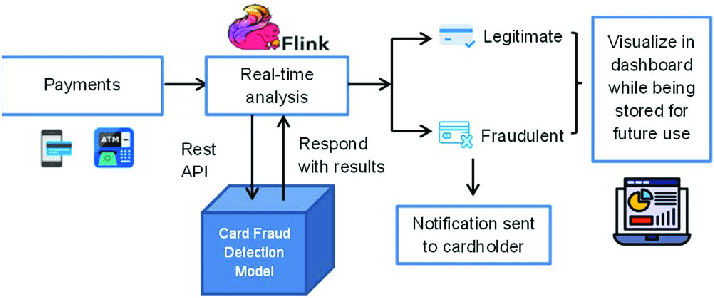 Flink
Payments
ATM
Real-time
analysis
Legitimate
Fraudulent
Visualize in
dashboard
while being
stored for
future use
Rest
API
Respond
with results
Card Fraud
Detection
Model
Notification sent
to cardholder